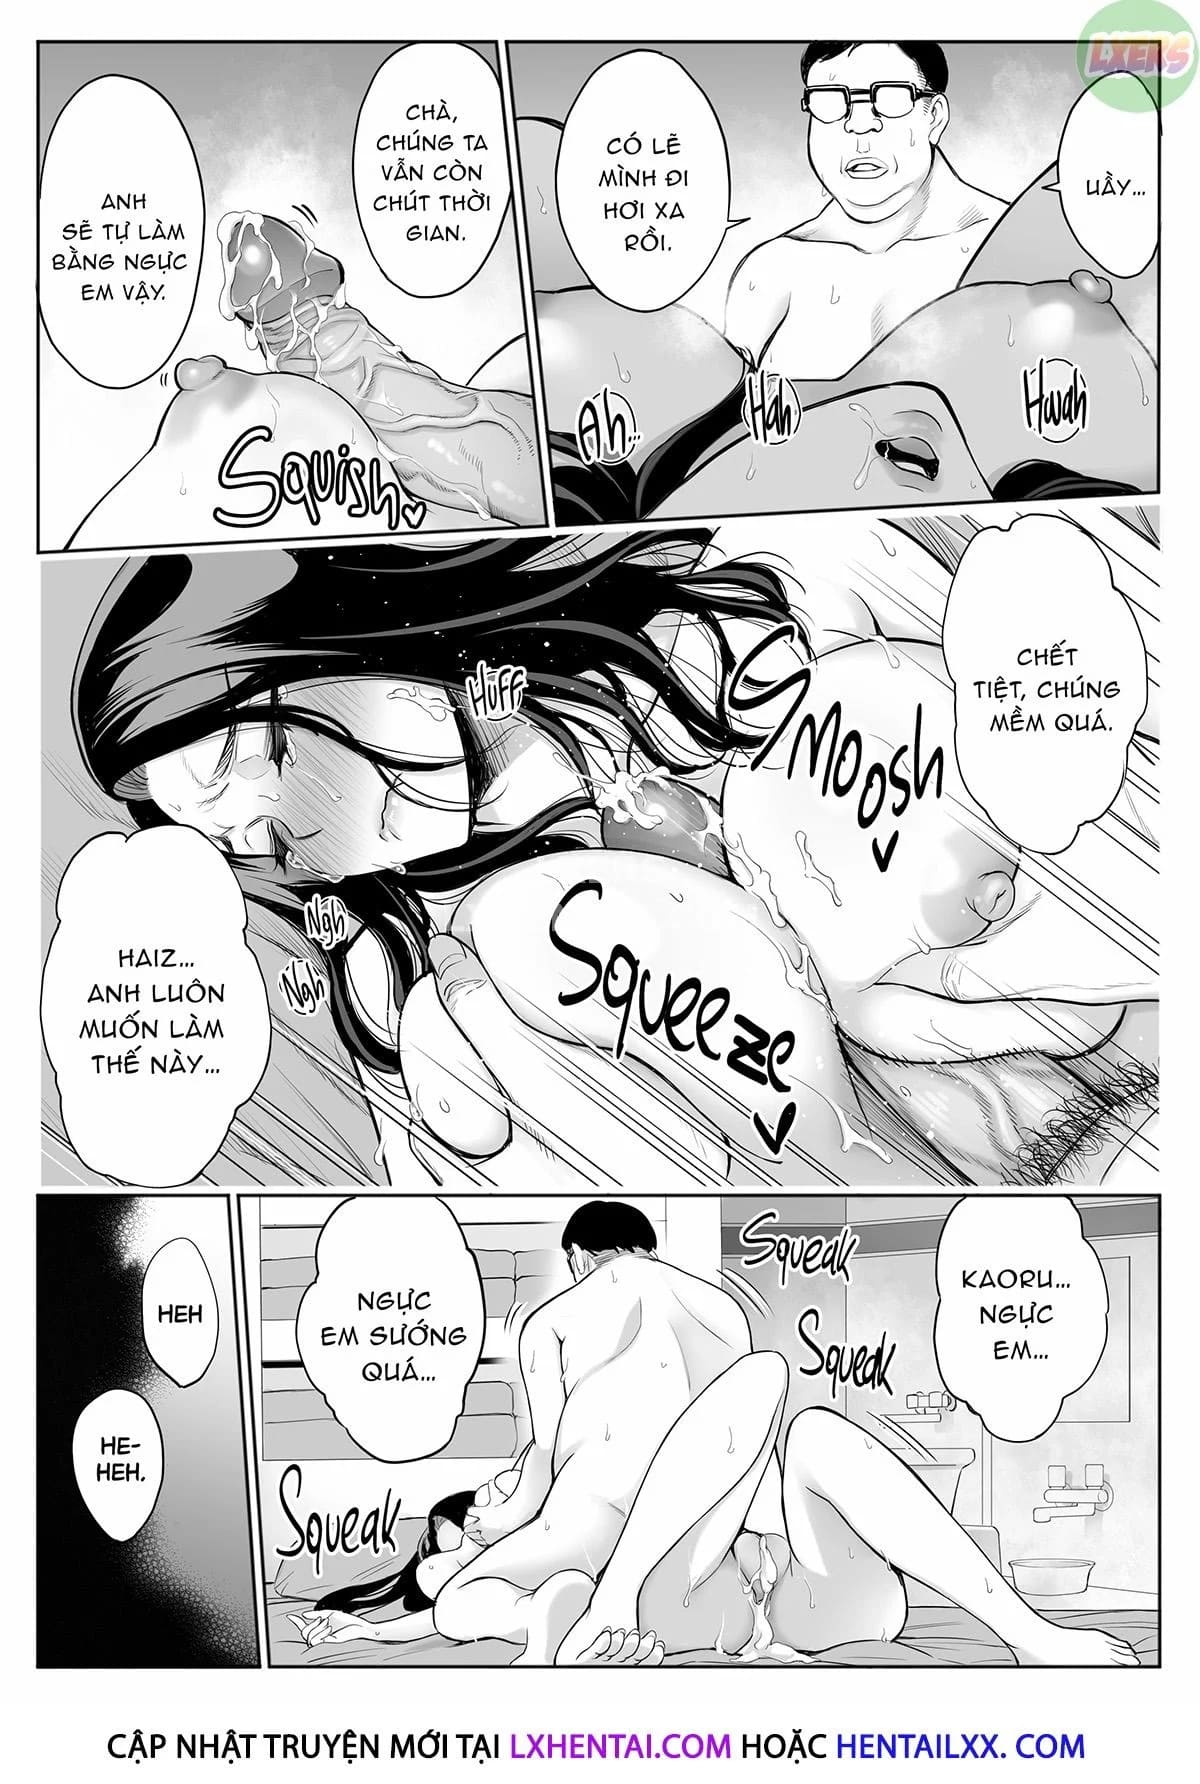 LXERS
UẦY...
CÓ LẼ
MÌNH ĐI
HƠI XA
RỒI.
Hwah
Hah
Ah...
CHÀ,
CHÚNG TA
VẪN CÒN
CHÚT THỜI
GIAN.
ANH
SẼ TỰ LÀM
BẰNG NGỰC
EM VẬY.
Squish
CHẾT
TIỆT, CHÚNG
MỀM QUÁ.
Smoosh
Huff
Squeeze
Ngh
Ngh
HAIZ...
ANH LUÔN
MUỐN LÀM
THẾ NÀY...
KAORU...
NGỰC
EM...
Squeak
Squeak
NGỰC
EM SƯỚNG
QUÁ...
Squeak
HEH
HE-
HEH.
CẬP NHẬT TRUYỆN MỚI TẠI LXHENTAI.COM HOẶC HENTAILXX. COM